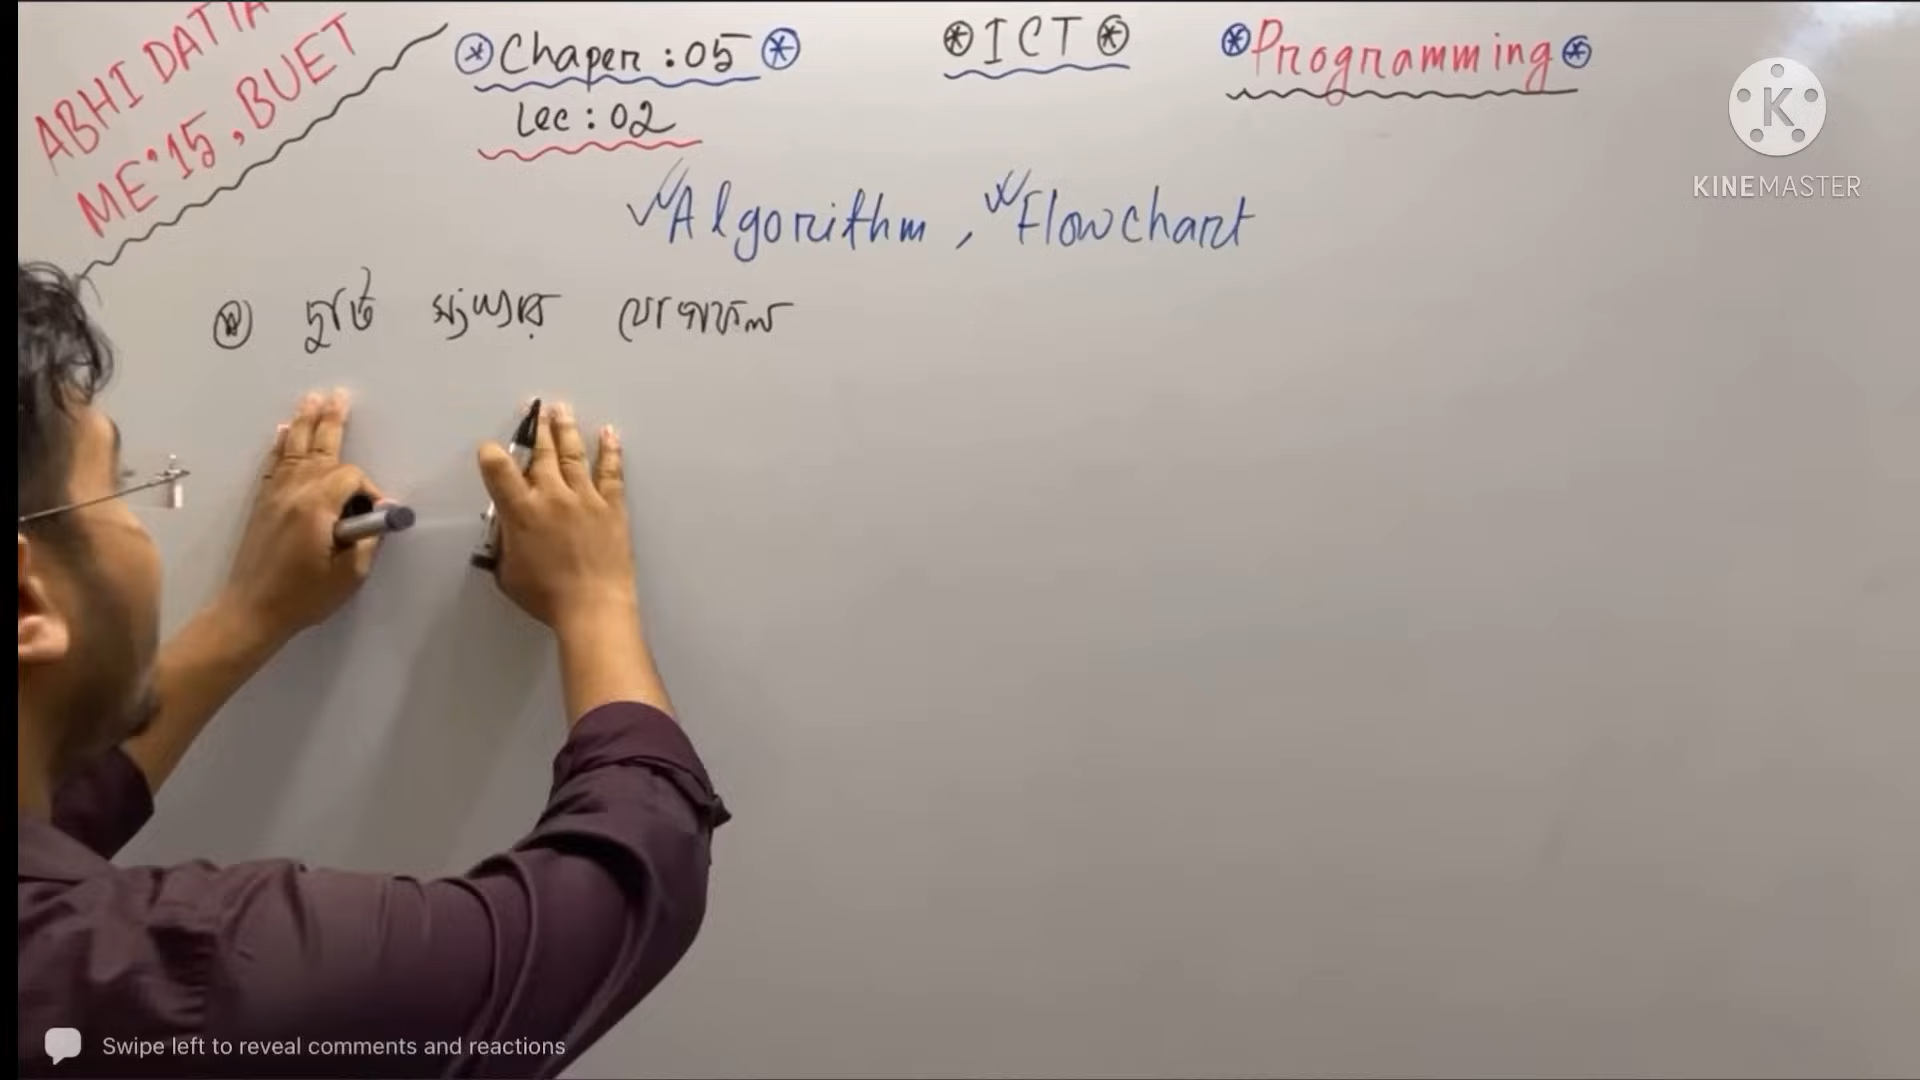 ABHI DATTA
ME'15, BUET
Chaper : 05
Lec : 02
ICT
Programming
KINEMASTER
Algorithm, Flowchart
দুটি সংখ্যার যোগফল
Swipe left to reveal comments and reactions